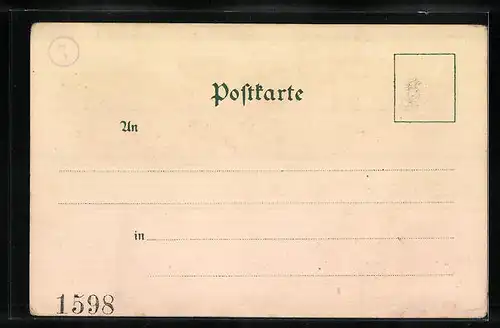 Postkarte
An
in
1598